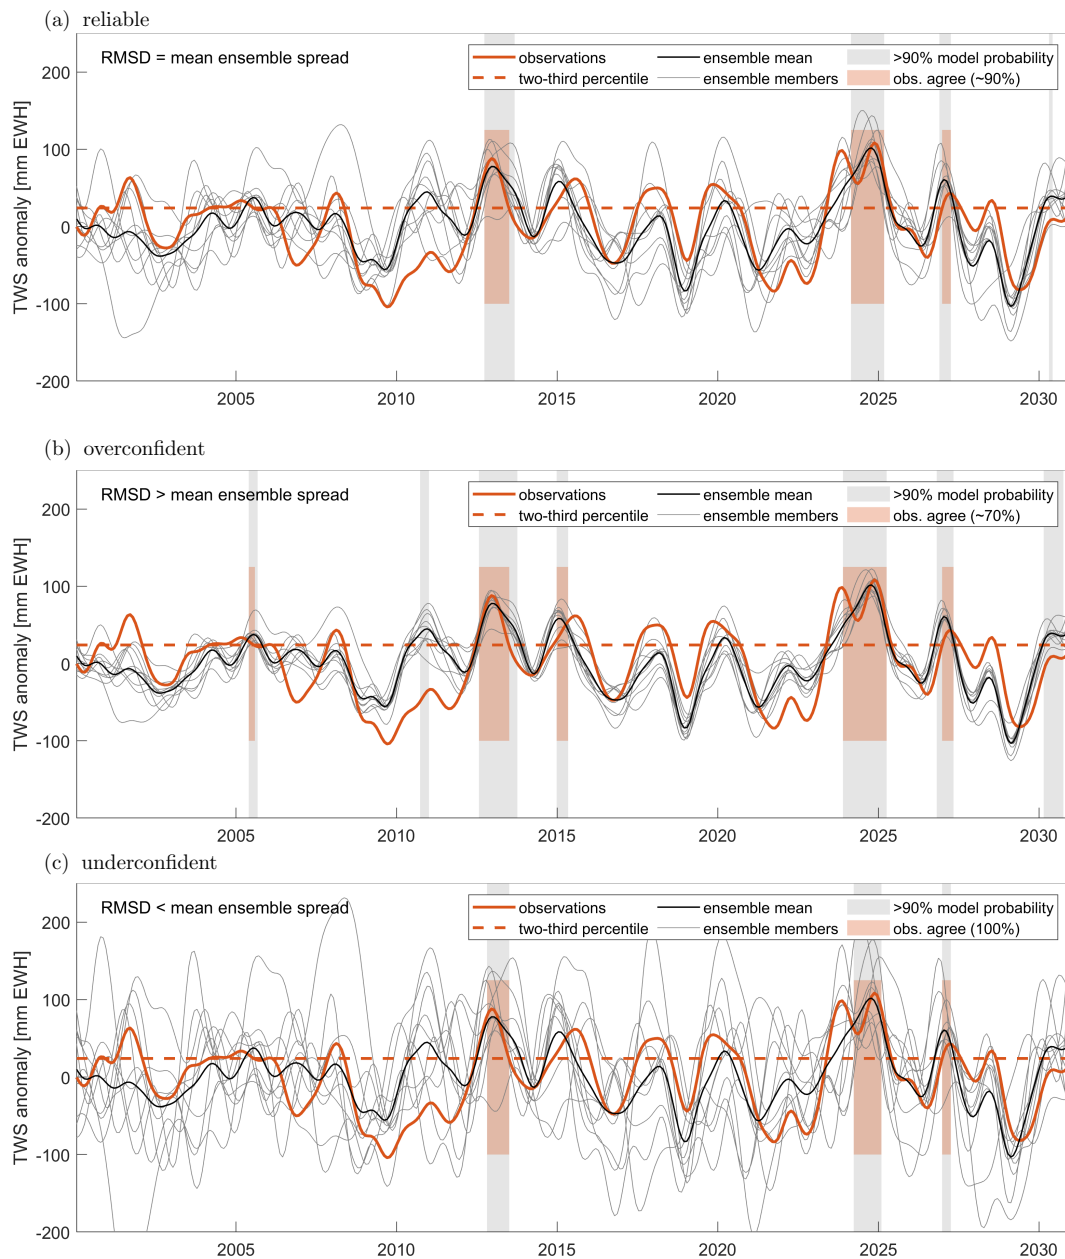 (a) reliable
RMSD = mean ensemble spread
observations ensemble mean >90% model probability
two-third percentile ensemble members obs. agree (~90%)
TWS anomaly [mm EWH]
200
100
0
-100
-200
2005 2010 2015 2020 2025 2030
(b) overconfident
RMSD > mean ensemble spread
observations ensemble mean >90% model probability
two-third percentile ensemble members obs. agree (~70%)
TWS anomaly [mm EWH]
200
100
0
-100
-200
2005 2010 2015 2020 2025 2030
(c) underconfident
RMSD < mean ensemble spread
observations ensemble mean >90% model probability
two-third percentile ensemble members obs. agree (100%)
TWS anomaly [mm EWH]
200
100
0
-100
-200
2005 2010 2015 2020 2025 2030